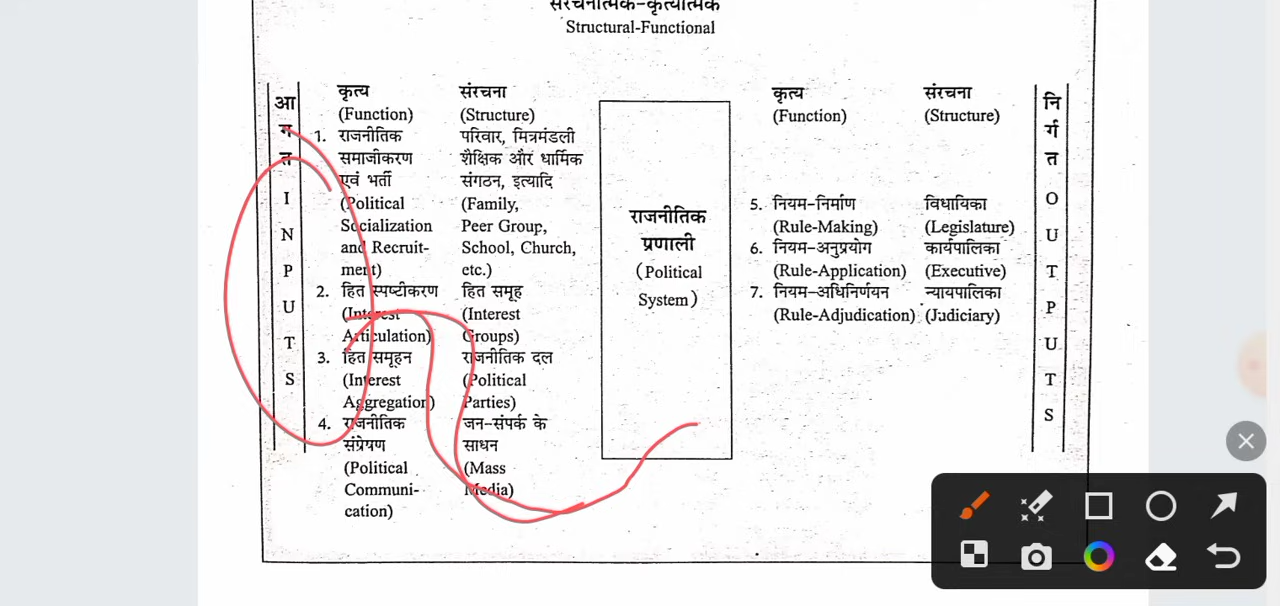 संरचनात्मक-कृत्यात्मक
Structural-Functional
आगत
INPUTS
कृत्य
(Function)
1. राजनीतिक
समाजीकरण
एवं भर्ती
(Political
Socialization
and Recruit-
ment)
2. हित स्पष्टीकरण
(Interest
Articulation)
3. हित समूहन
(Interest
Aggregation)
4. राजनीतिक
संप्रेषण
(Political
Communi-
cation)
संरचना
(Structure)
परिवार, मित्रमंडली
शैक्षिक और धार्मिक
संगठन, इत्यादि
(Family,
Peer Group,
School, Church,
etc.)
हित समूह
(Interest
Groups)
राजनीतिक दल
(Political
Parties)
जन-संपर्क के
साधन
(Mass
Media)
राजनीतिक
प्रणाली
(Political
System)
कृत्य
(Function)
5. नियम-निर्माण
(Rule-Making)
6. नियम-अनुप्रयोग
(Rule-Application)
7. नियम-अधिनिर्णयन
(Rule-Adjudication)
संरचना
(Structure)
विधायिका
(Legislature)
कार्यपालिका
(Executive)
न्यायपालिका
(Judiciary)
निर्गत
OUTPUTS